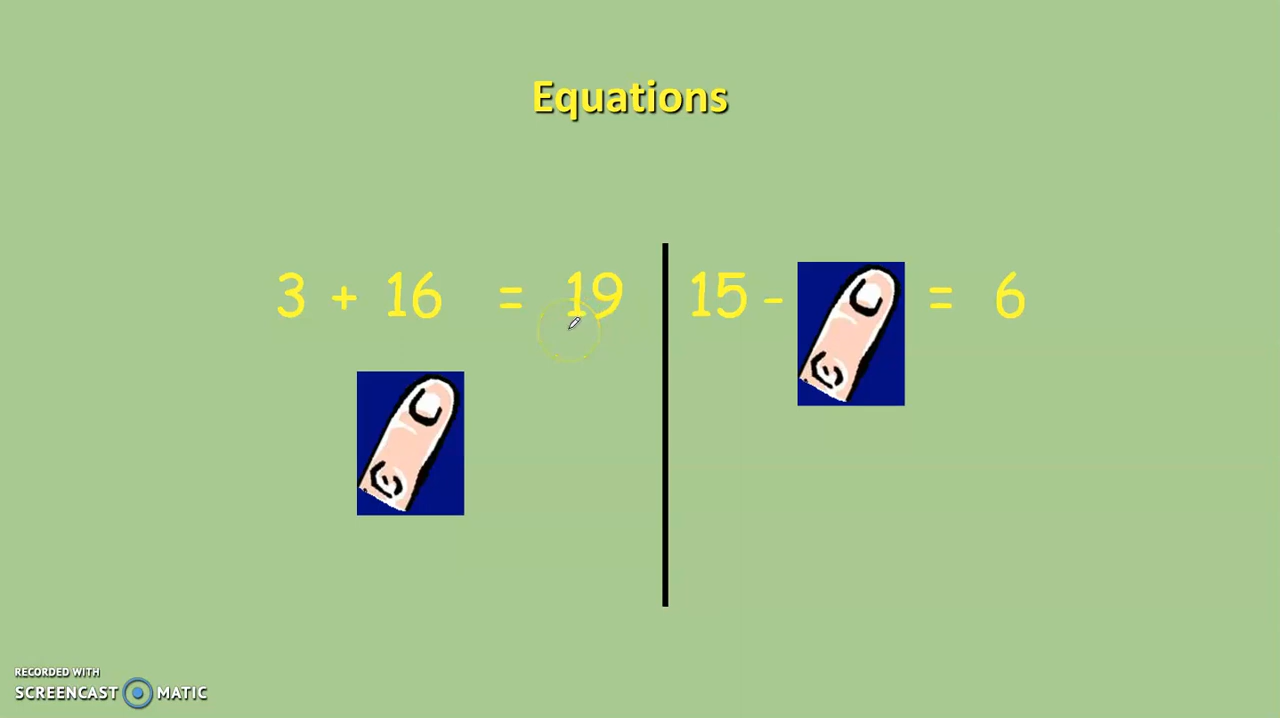 Equations
3 + 16 = 19
15 - = 6
RECORDED WITH
SCREENCAST MATIC